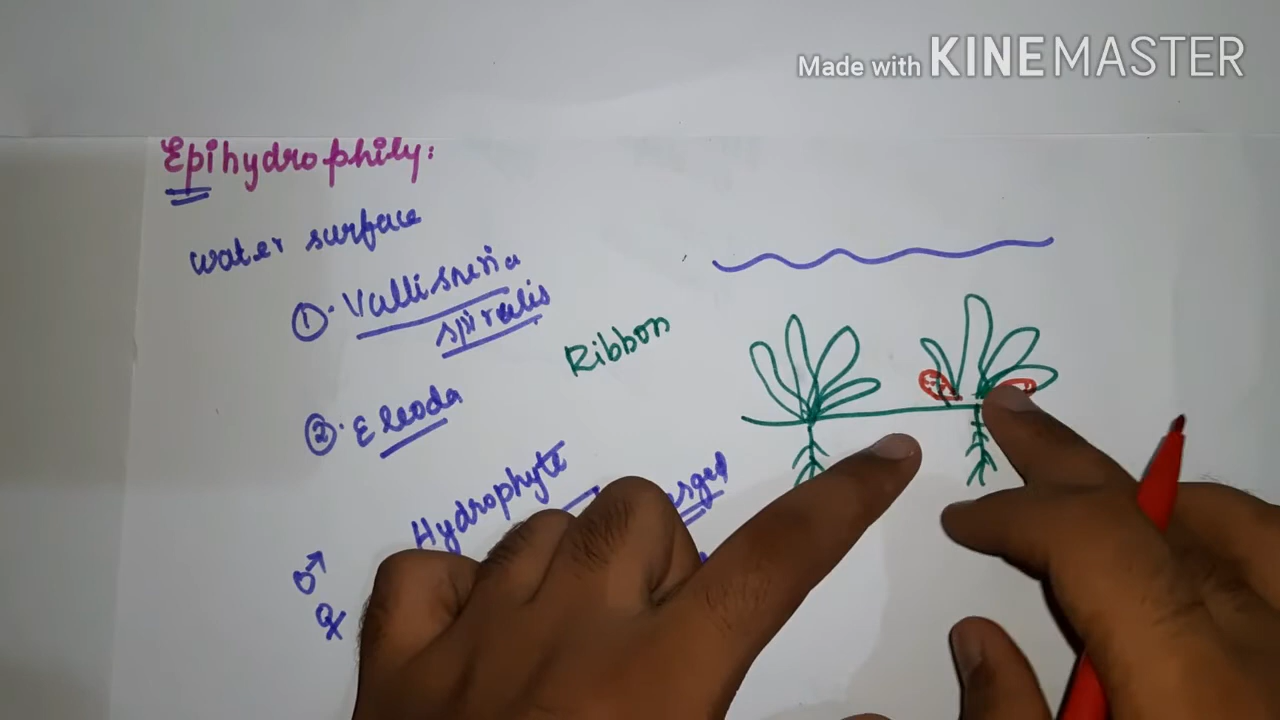 Made with KINEMASTER
Epihydrophily:
water surface
①. Vallisneria
spiralis
Ribbon
②. Eleoda
Hydrophyte
♂
♀